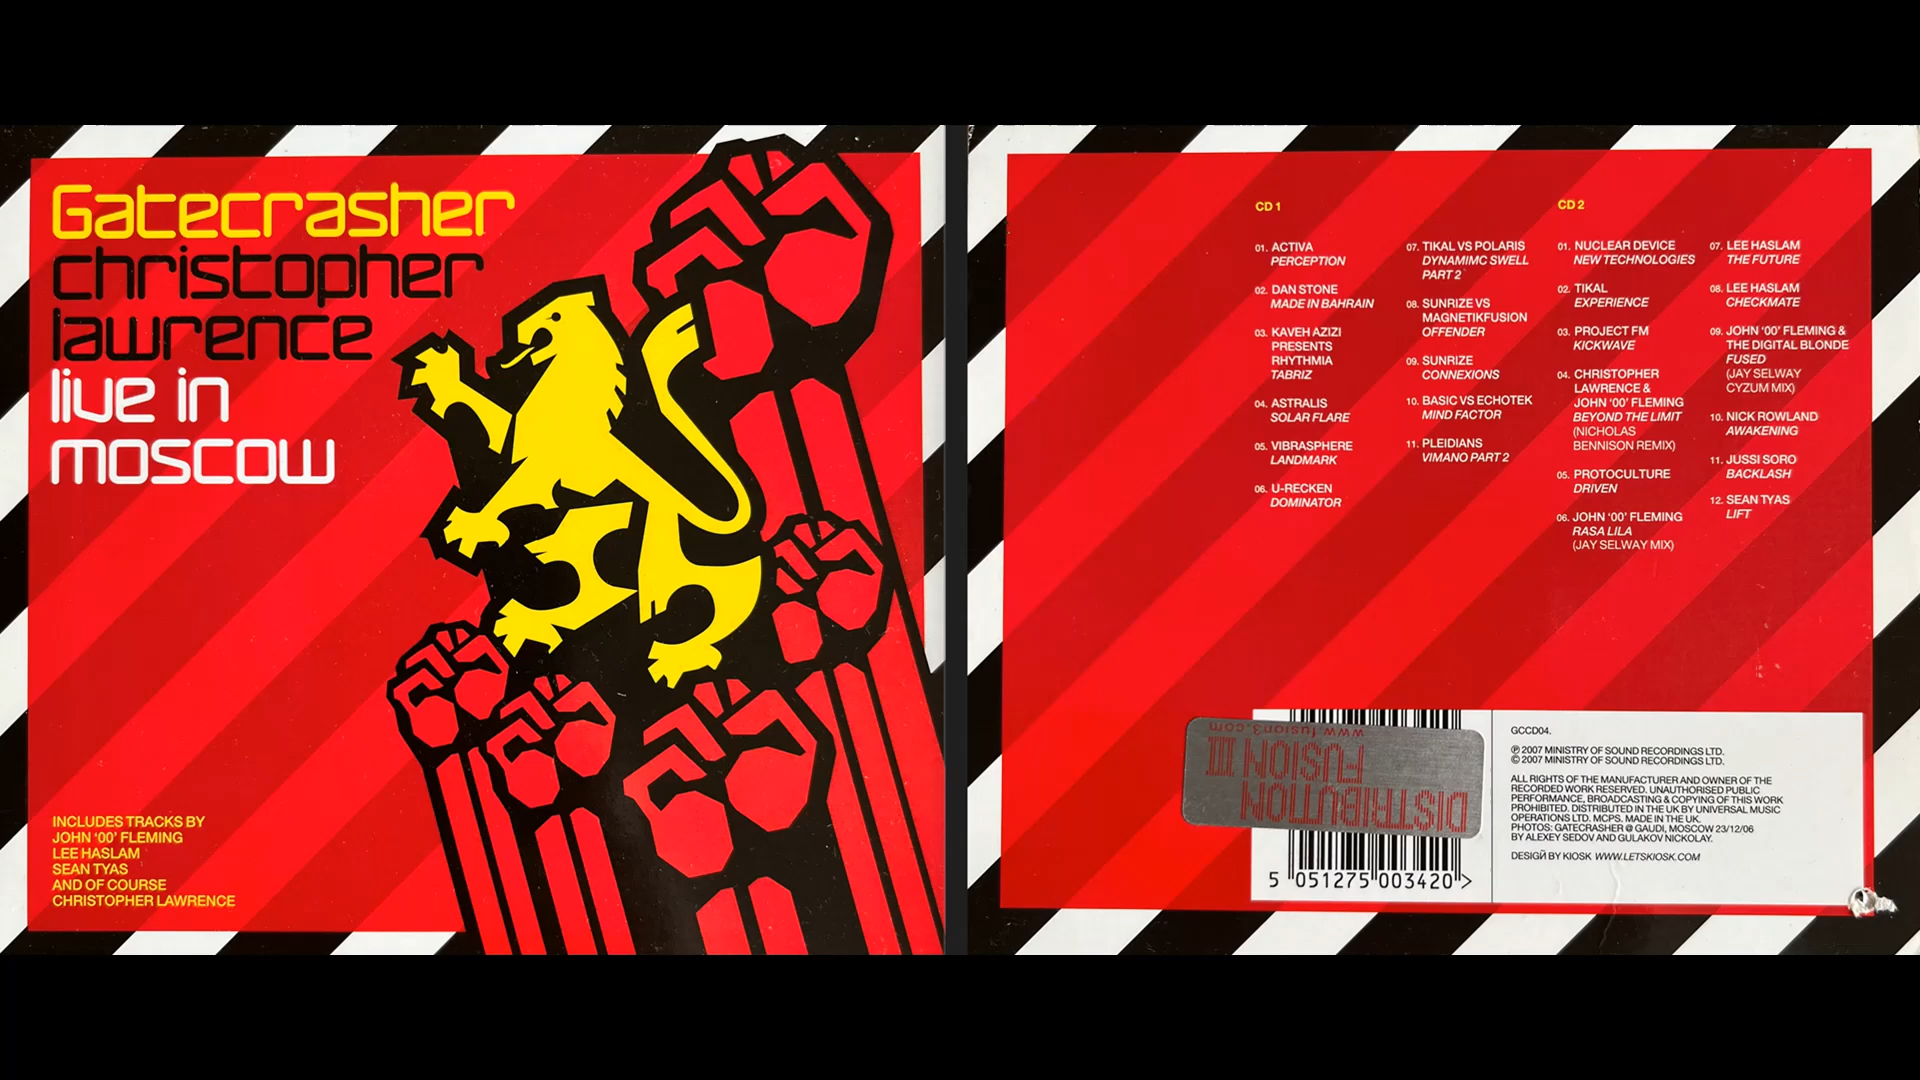 Gatecrasher
christopher
lawrence
live in
moscow
INCLUDES TRACKS BY
JOHN ‘00’ FLEMING
LEE HASLAM
SEAN TYAS
AND OF COURSE
CHRISTOPHER LAWRENCE
CD 1
01. ACTIVA
PERCEPTION
02. DAN STONE
MADE IN BAHRAIN
03. KAVEH AZIZI
PRESENTS
RHYTHMIA
TABRIZ
04. ASTRALIS
SOLAR FLARE
05. VIBRASPHERE
LANDMARK
06. U-RECKEN
DOMINATOR
07. TIKAL VS POLARIS
DYNAMIMC SWELL
PART 2
08. SUNRIZE VS
MAGNETIKFUSION
OFFENDER
09. SUNRIZE
CONNEXIONS
10. BASIC VS ECHOTEK
MIND FACTOR
11. PLEIDIANS
VIMANO PART 2
CD 2
01. NUCLEAR DEVICE
NEW TECHNOLOGIES
02. TIKAL
EXPERIENCE
03. PROJECT FM
KICKWAVE
04. CHRISTOPHER
LAWRENCE &
JOHN ‘00’ FLEMING
BEYOND THE LIMIT
(NICHOLAS
BENNISON REMIX)
05. PROTOCULTURE
DRIVEN
06. JOHN ‘00’ FLEMING
RASA LILA
(JAY SELWAY MIX)
07. LEE HASLAM
THE FUTURE
08. LEE HASLAM
CHECKMATE
09. JOHN ‘00’ FLEMING &
THE DIGITAL BLONDE
FUSED
(JAY SELWAY
CYZUM MIX)
10. NICK ROWLAND
AWAKENING
11. JUSSI SORO
BACKLASH
12. SEAN TYAS
LIFT
DISTRIBUTION
FUSION III
www.fusion3.com
5 051275 003420 >
GCCD04.
℗ 2007 MINISTRY OF SOUND RECORDINGS LTD.
© 2007 MINISTRY OF SOUND RECORDINGS LTD.
ALL RIGHTS OF THE MANUFACTURER AND OWNER OF THE
RECORDED WORK RESERVED. UNAUTHORISED PUBLIC
PERFORMANCE, BROADCASTING & COPYING OF THIS WORK
PROHIBITED. DISTRIBUTED IN THE UK BY UNIVERSAL MUSIC
OPERATIONS LTD. MCPS. MADE IN THE UK.
PHOTOS: GATECRASHER @ GAUDI, MOSCOW 23/12/06
BY ALEXEY SEDOV AND GULAKOV NICKOLAY.
DESIGЙ BY KIOSK WWW.LETSKIOSK.COM